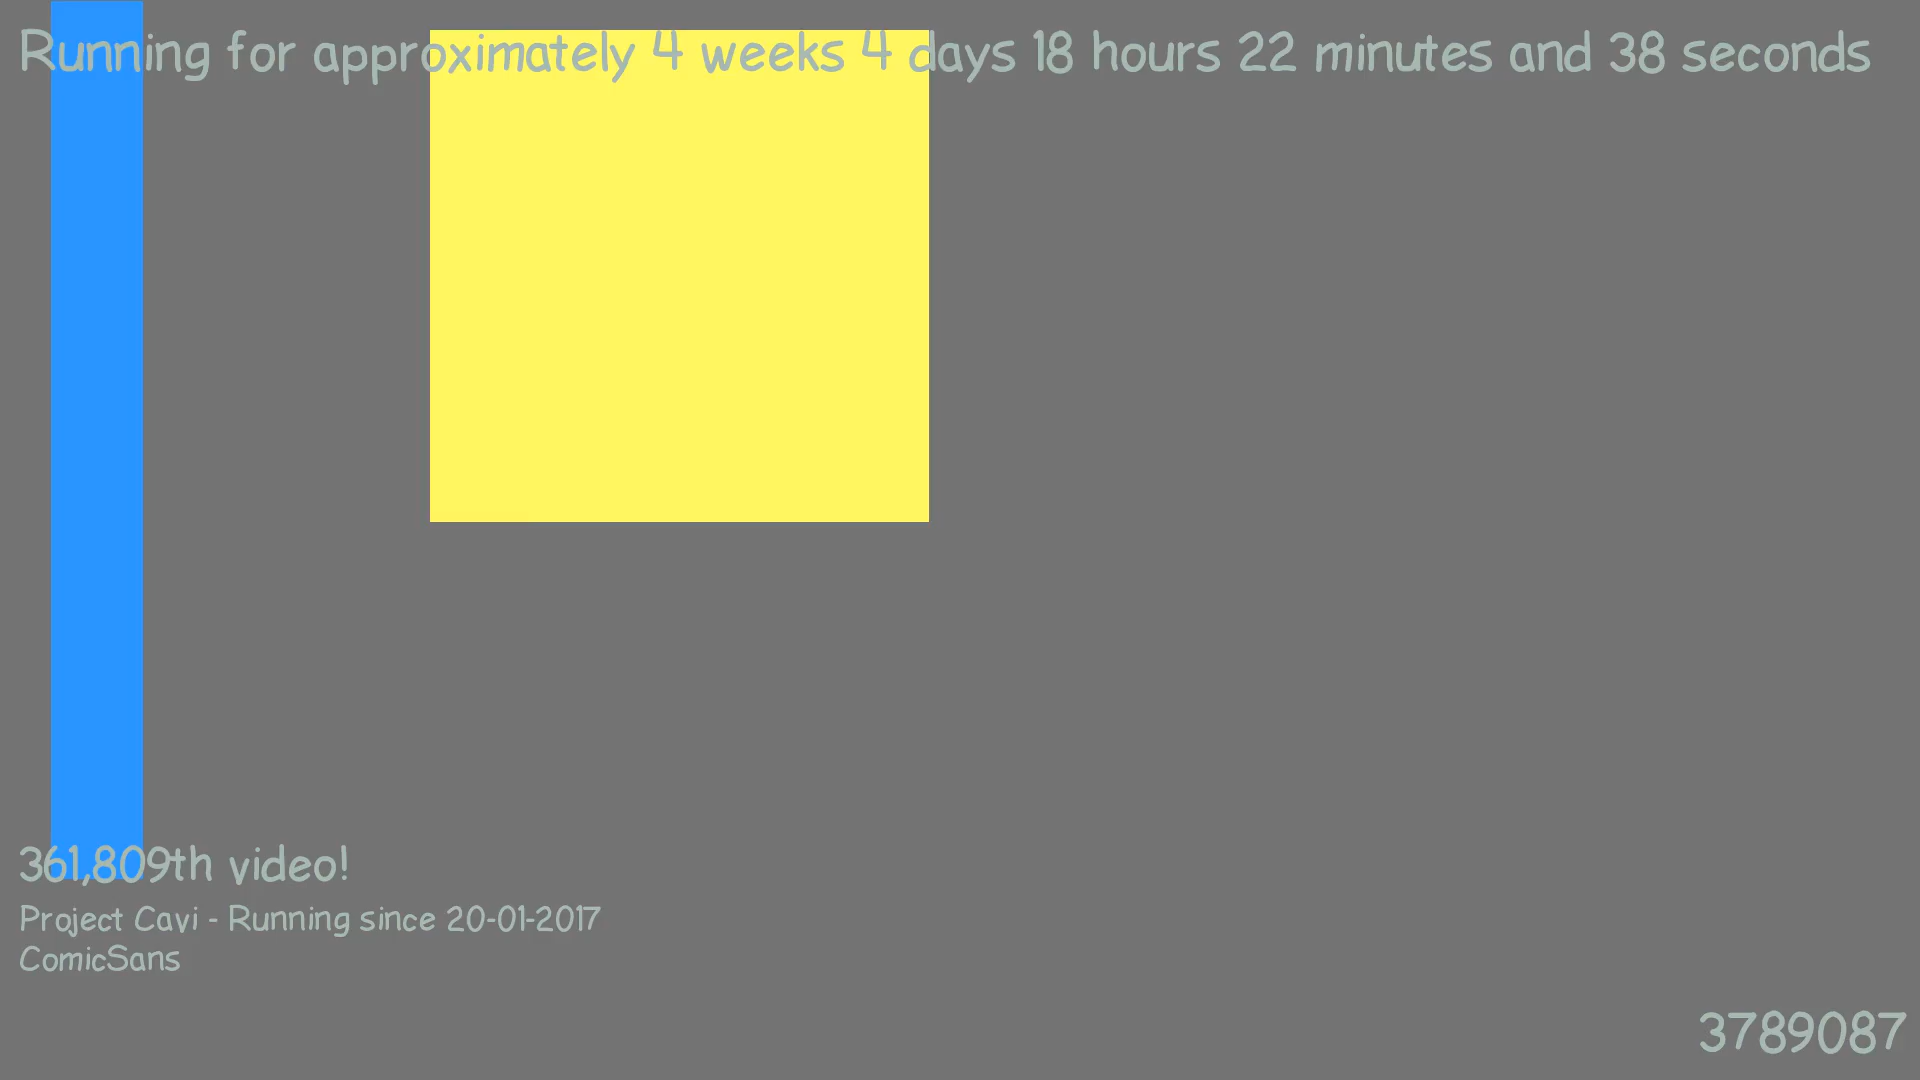 Running for approximately 4 weeks 4 days 18 hours 22 minutes and 38 seconds
361,809th video!
Project Cavi - Running since 20-01-2017
ComicSans
3789087